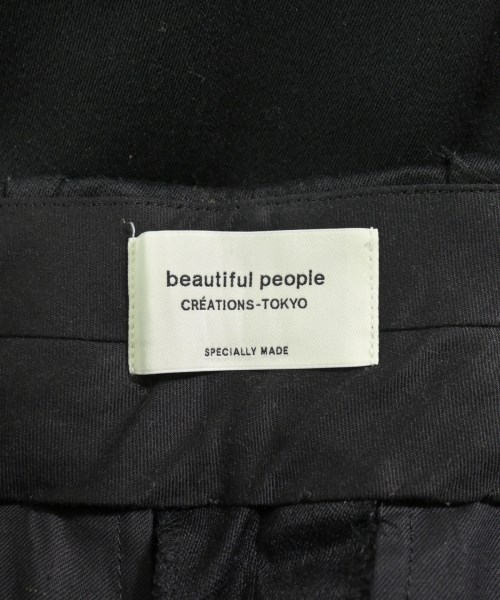 beautiful people
CRÉATIONS-TOKYO
SPECIALLY MADE